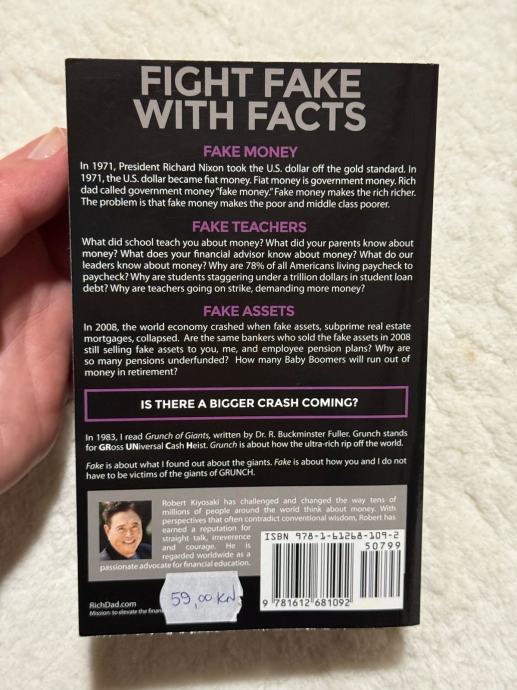 FIGHT FAKE
WITH FACTS
FAKE MONEY
In 1971, President Richard Nixon took the U.S. dollar off the gold standard. In
1971, the U.S. dollar became fiat money. Fiat money is government money. Rich
dad called government money "fake money." Fake money makes the rich richer.
The problem is that fake money makes the poor and middle class poorer.
FAKE TEACHERS
What did school teach you about money? What did your parents know about
money? What does your financial advisor know about money? What do our
leaders know about money? Why are 78% of all Americans living paycheck to
paycheck? Why are students staggering under a trillion dollars in student loan
debt? Why are teachers going on strike, demanding more money?
FAKE ASSETS
In 2008, the world economy crashed when fake assets, subprime real estate
mortgages, collapsed. Are the same bankers who sold the fake assets in 2008
still selling fake assets to you, me, and employee pension plans? Why are
so many pensions underfunded? How many Baby Boomers will run out of
money in retirement?
IS THERE A BIGGER CRASH COMING?
In 1983, I read Grunch of Giants, written by Dr. R. Buckminster Fuller. Grunch stands
for GRoss UNiversal Cash Heist. Grunch is about how the ultra-rich rip off the world.
Fake is about what I found out about the giants. Fake is about how you and I do not
have to be victims of the giants of GRUNCH.
Robert Kiyosaki has challenged and changed the way tens of
millions of people around the world think about money. With
perspectives that often contradict conventional wisdom, Robert has
earned a reputation for
straight talk, irreverence
and courage. He is
regarded worldwide as a
passionate advocate for financial education.
ISBN 978-1-61268-109-2
50799
9 781612 681092
59,00 KN
RichDad.com
Mission: to elevate the